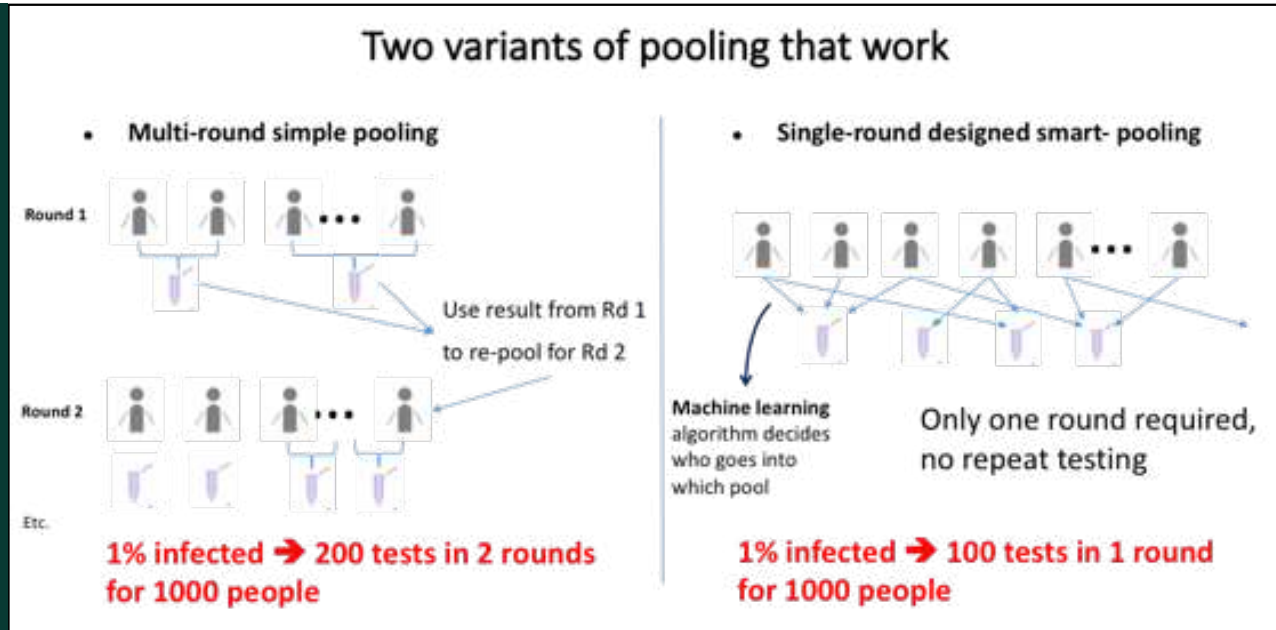 Two variants of pooling that work
• Multi-round simple pooling
Round 1
Use result from Rd 1
to re-pool for Rd 2
Round 2
Etc.
1% infected ➔ 200 tests in 2 rounds
for 1000 people
• Single-round designed smart- pooling
Machine learning
algorithm decides
who goes into
which pool
Only one round required,
no repeat testing
1% infected ➔ 100 tests in 1 round
for 1000 people